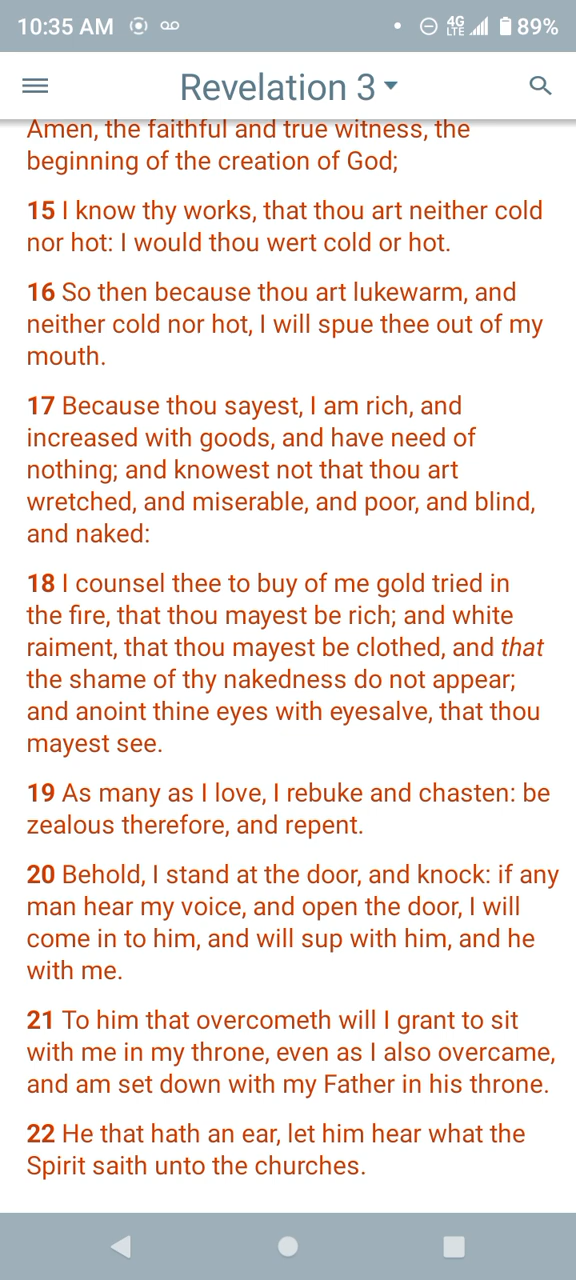 10:35 AM 4G LTE 89%
Revelation 3
Amen, the faithful and true witness, the
beginning of the creation of God;
15 I know thy works, that thou art neither cold
nor hot: I would thou wert cold or hot.
16 So then because thou art lukewarm, and
neither cold nor hot, I will spue thee out of my
mouth.
17 Because thou sayest, I am rich, and
increased with goods, and have need of
nothing; and knowest not that thou art
wretched, and miserable, and poor, and blind,
and naked:
18 I counsel thee to buy of me gold tried in
the fire, that thou mayest be rich; and white
raiment, that thou mayest be clothed, and that
the shame of thy nakedness do not appear;
and anoint thine eyes with eyesalve, that thou
mayest see.
19 As many as I love, I rebuke and chasten: be
zealous therefore, and repent.
20 Behold, I stand at the door, and knock: if any
man hear my voice, and open the door, I will
come in to him, and will sup with him, and he
with me.
21 To him that overcometh will I grant to sit
with me in my throne, even as I also overcame,
and am set down with my Father in his throne.
22 He that hath an ear, let him hear what the
Spirit saith unto the churches.